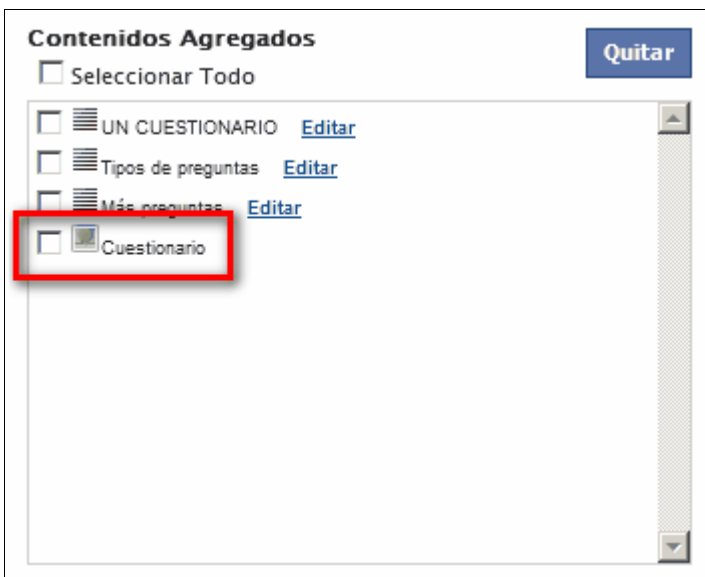 Contenidos Agregados
Quitar
Seleccionar Todo
UN CUESTIONARIO Editar
Tipos de preguntas Editar
Más preguntas Editar
Cuestionario